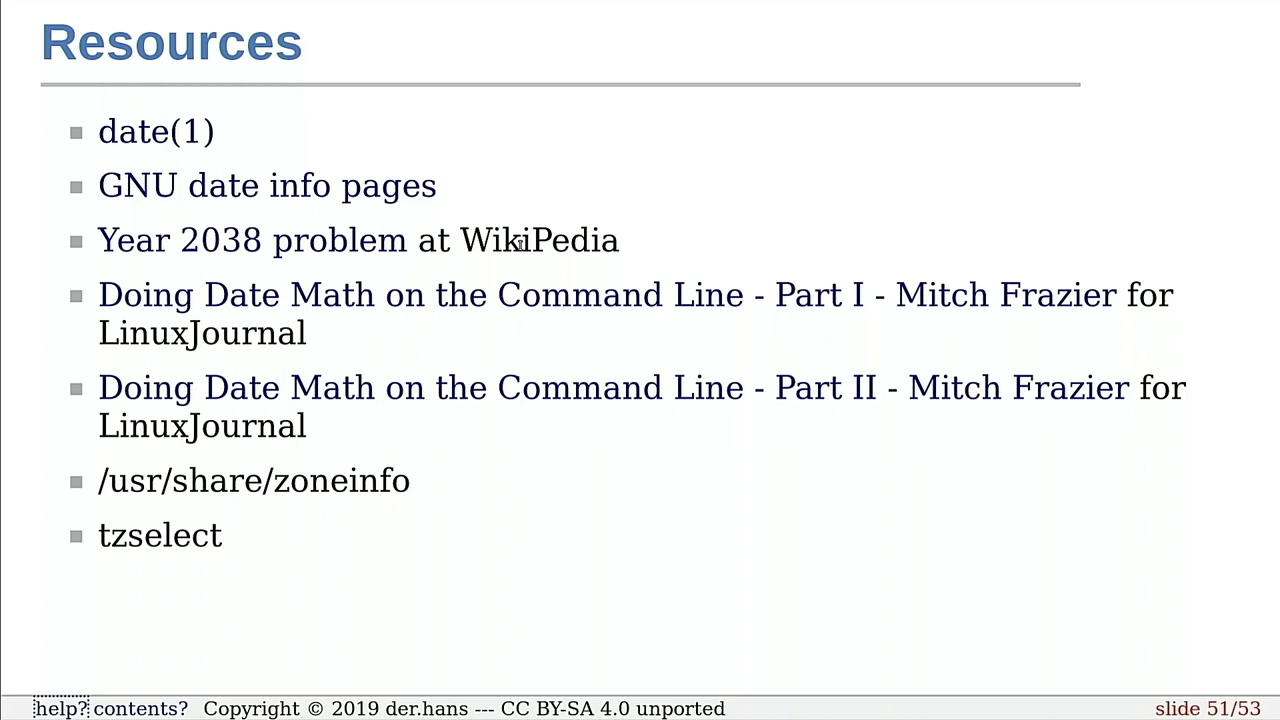 Resources
date(1)
GNU date info pages
Year 2038 problem at WikiPedia
Doing Date Math on the Command Line - Part I - Mitch Frazier for
LinuxJournal
Doing Date Math on the Command Line - Part II - Mitch Frazier for
LinuxJournal
/usr/share/zoneinfo
tzselect
help? contents? Copyright © 2019 der.hans --- CC BY-SA 4.0 unported slide 51/53